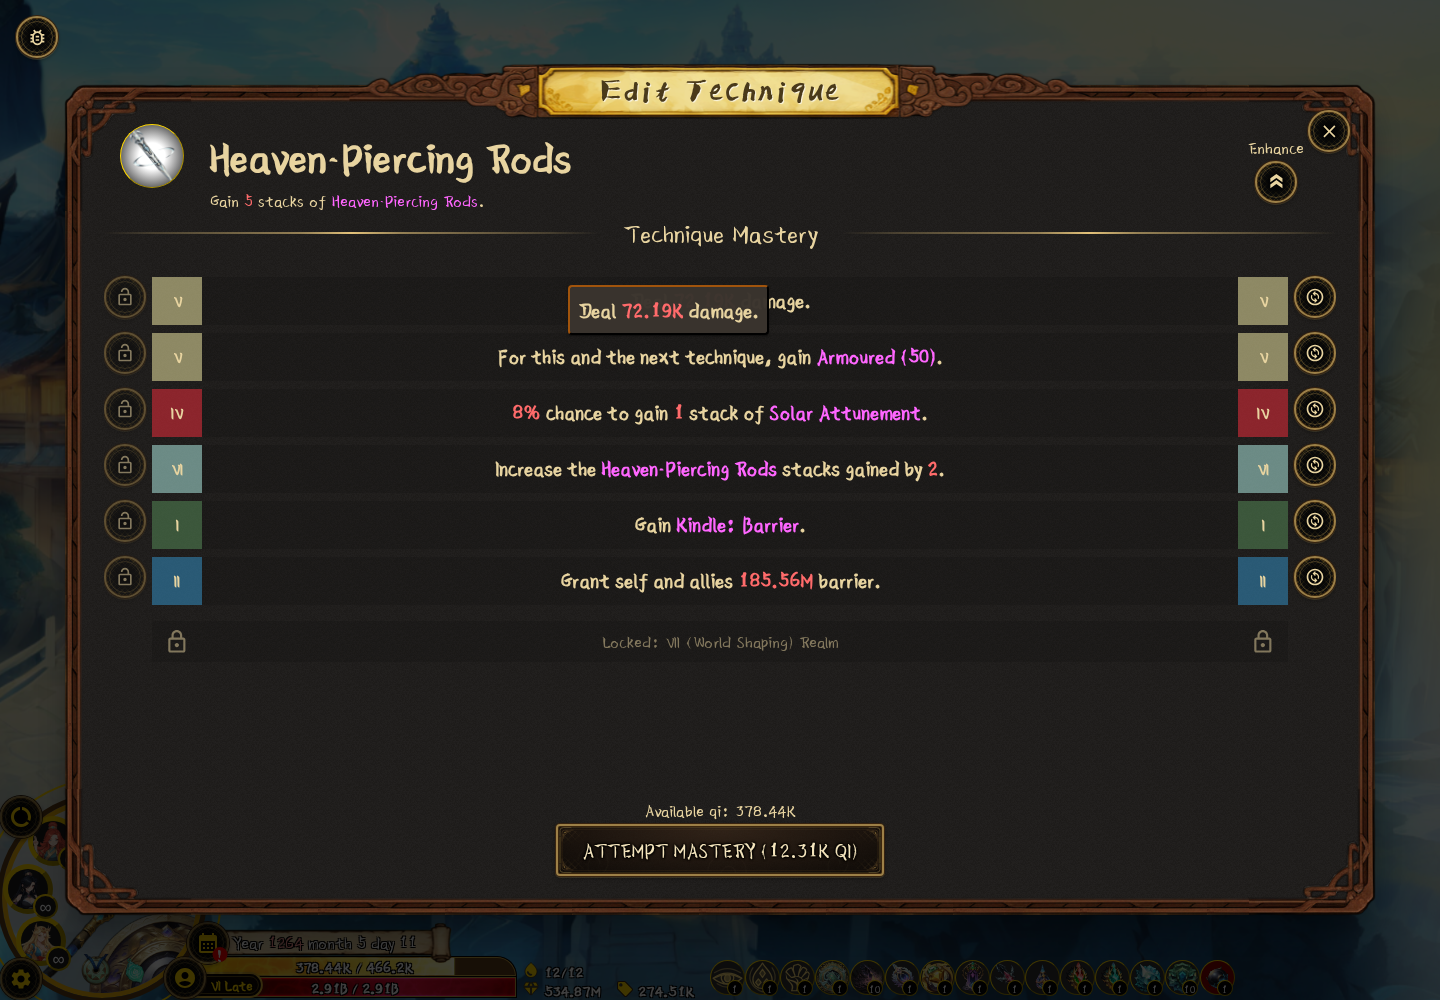 Edit Technique
Heaven-Piercing Rods
Enhance
Gain 5 stacks of Heaven-Piercing Rods.
Technique Mastery
V Deal 72.19K damage. mage. V
V For this and the next technique, gain Armoured (50). V
IV 8% chance to gain 1 stack of Solar Attunement. IV
VI Increase the Heaven-Piercing Rods stacks gained by 2. VI
I Gain Kindle: Barrier. I
II Grant self and allies 185.56M barrier. II
Locked: VII (World Shaping) Realm
Available qi: 378.44K
ATTEMPT MASTERY (12.31K QI)
Year 1264 month 5 day 11
378.44K / 466.2K
12/12
VI Late
2.91B / 2.91B
534.87M
274.51K